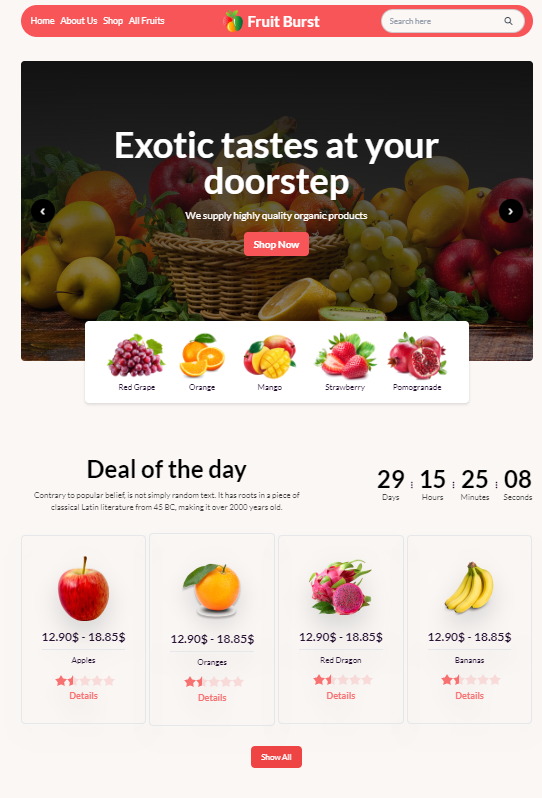 Home About Us Shop All Fruits
Fruit Burst
Search here
Exotic tastes at your
doorstep
We supply highly quality organic products
Shop Now
Red Grape
Orange
Mango
Strawberry
Pomogranade
Deal of the day
Contrary to popular belief, is not simply random text. It has roots in a piece of
classical Latin literature from 45 BC, making it over 2000 years old.
29 : 15 : 25 : 08
Days Hours Minutes Seconds
12.90$ - 18.85$
Apples
Details
12.90$ - 18.85$
Oranges
Details
12.90$ - 18.85$
Red Dragon
Details
12.90$ - 18.85$
Bananas
Details
Show All